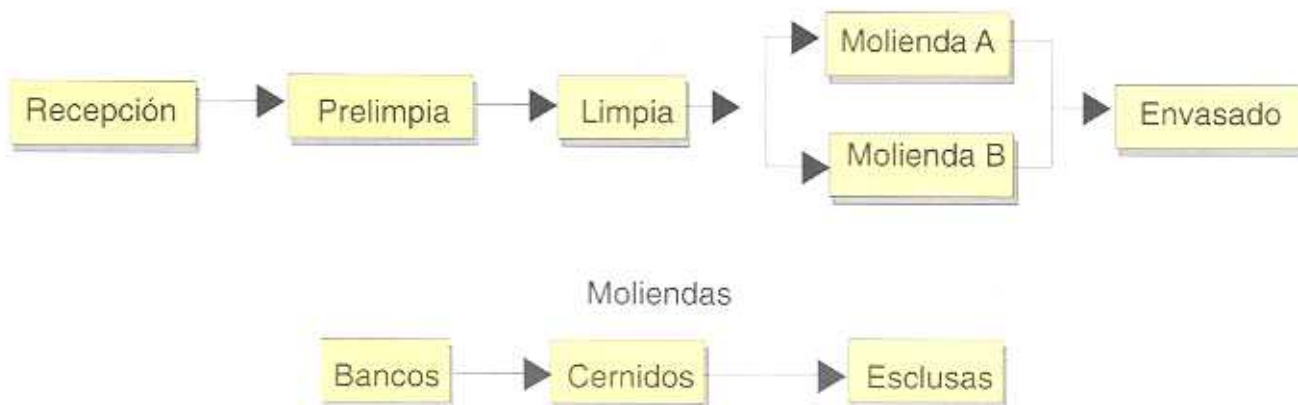 Recepción
Prelimpia
Limpia
Molienda A
Molienda B
Envasado
Moliendas
Bancos
Cernidos
Esclusas